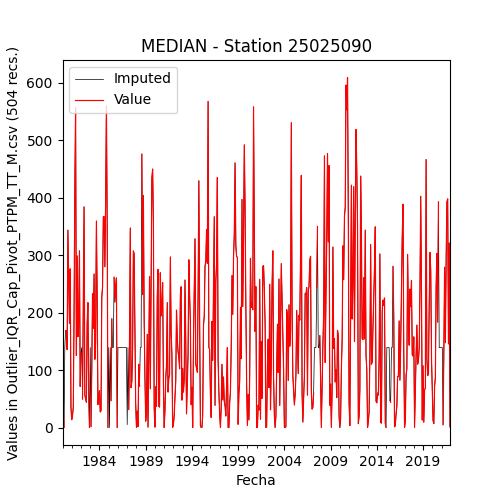 MEDIAN - Station 25025090
Values in Outlier_IQR_Cap_Pivot_PTPM_TT_M.csv (504 recs.)
Imputed
Value
600
500
400
300
200
100
0
1984 1989 1994 1999 2004 2009 2014 2019
Fecha